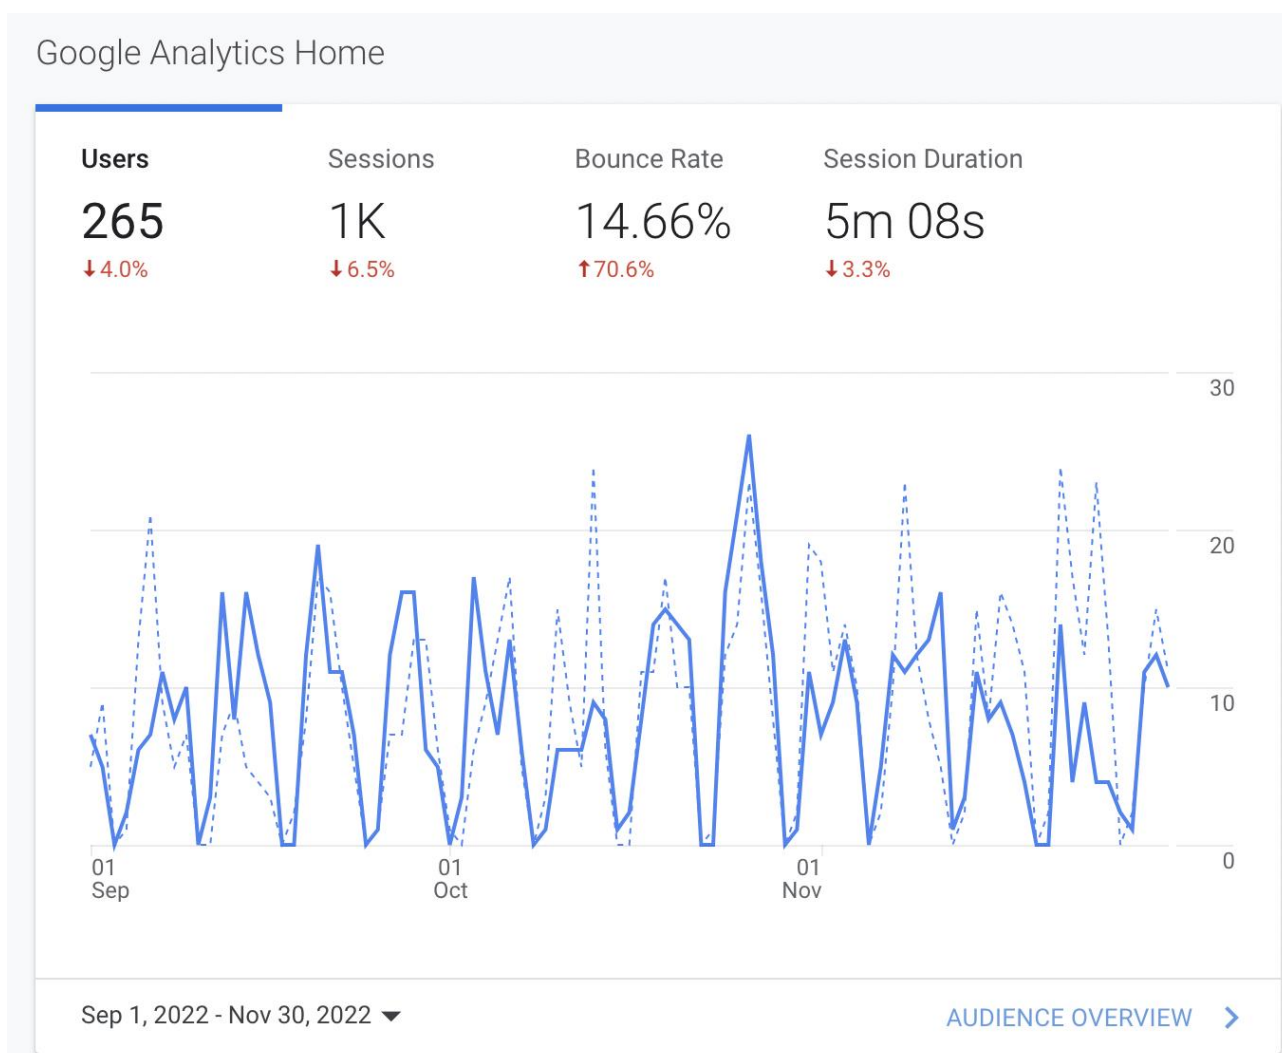 Google Analytics Home
Users Sessions Bounce Rate Session Duration
265 1K 14.66% 5m 08s
↓4.0% ↓6.5% ↑70.6% ↓3.3%
30
20
10
0
01 01 01
Sep Oct Nov
Sep 1, 2022 - Nov 30, 2022 AUDIENCE OVERVIEW